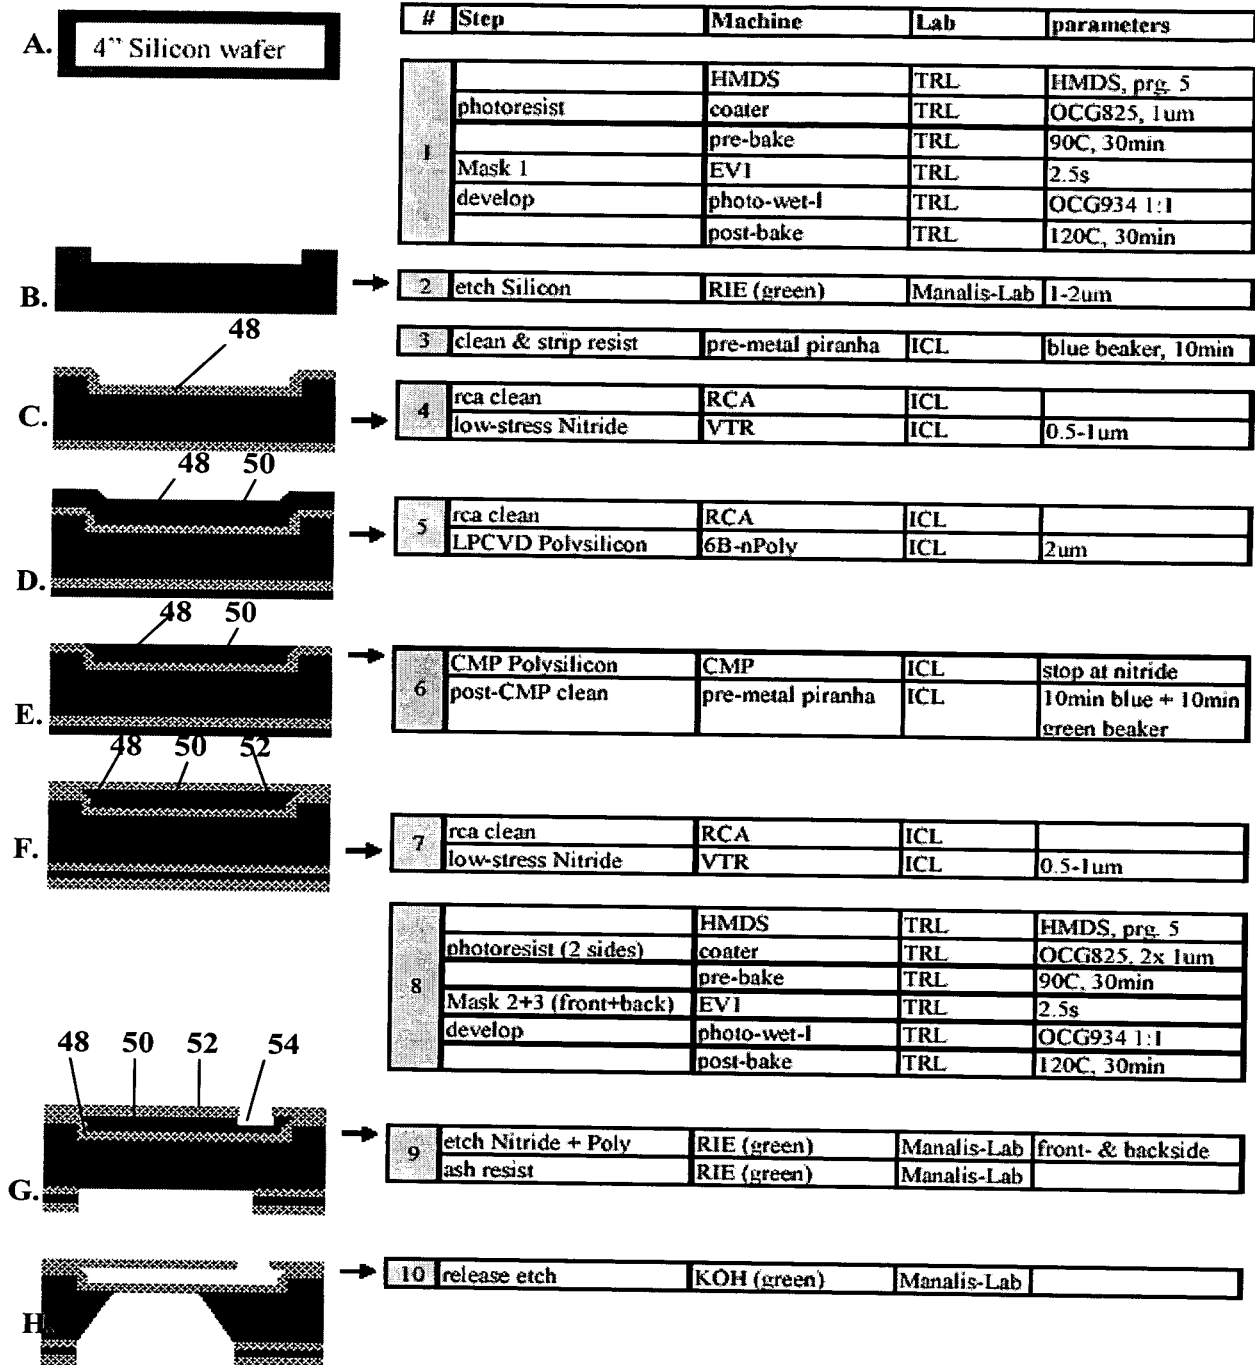 # Step Machine Lab parameters
A. 4” Silicon wafer
1
HMDS TRL HMDS, prg. 5
photoresist coater TRL OCG825, 1um
pre-bake TRL 90C, 30min
Mask 1 EV1 TRL 2.5s
develop photo-wet-l TRL OCG934 1:1
post-bake TRL 120C, 30min
B.
2 etch Silicon RIE (green) Manalis-Lab 1-2um
48
3 clean & strip resist pre-metal piranha ICL blue beaker, 10min
C.
4
rca clean RCA ICL
low-stress Nitride VTR ICL 0.5-1um
48 50
D.
5
rca clean RCA ICL
LPCVD Polysilicon 6B-nPoly ICL 2um
48 50
E.
6
CMP Polysilicon CMP ICL stop at nitride
post-CMP clean pre-metal piranha ICL 10min blue + 10min
green beaker
48 50 52
F.
7
rca clean RCA ICL
low-stress Nitride VTR ICL 0.5-1um
8
HMDS TRL HMDS, prg. 5
photoresist (2 sides) coater TRL OCG825, 2x 1um
pre-bake TRL 90C, 30min
Mask 2+3 (front+back) EV1 TRL 2.5s
develop photo-wet-l TRL OCG934 1:1
post-bake TRL 120C, 30min
48 50 52 54
G.
9
etch Nitride + Poly RIE (green) Manalis-Lab front- & backside
ash resist RIE (green) Manalis-Lab
H.
10 release etch KOH (green) Manalis-Lab